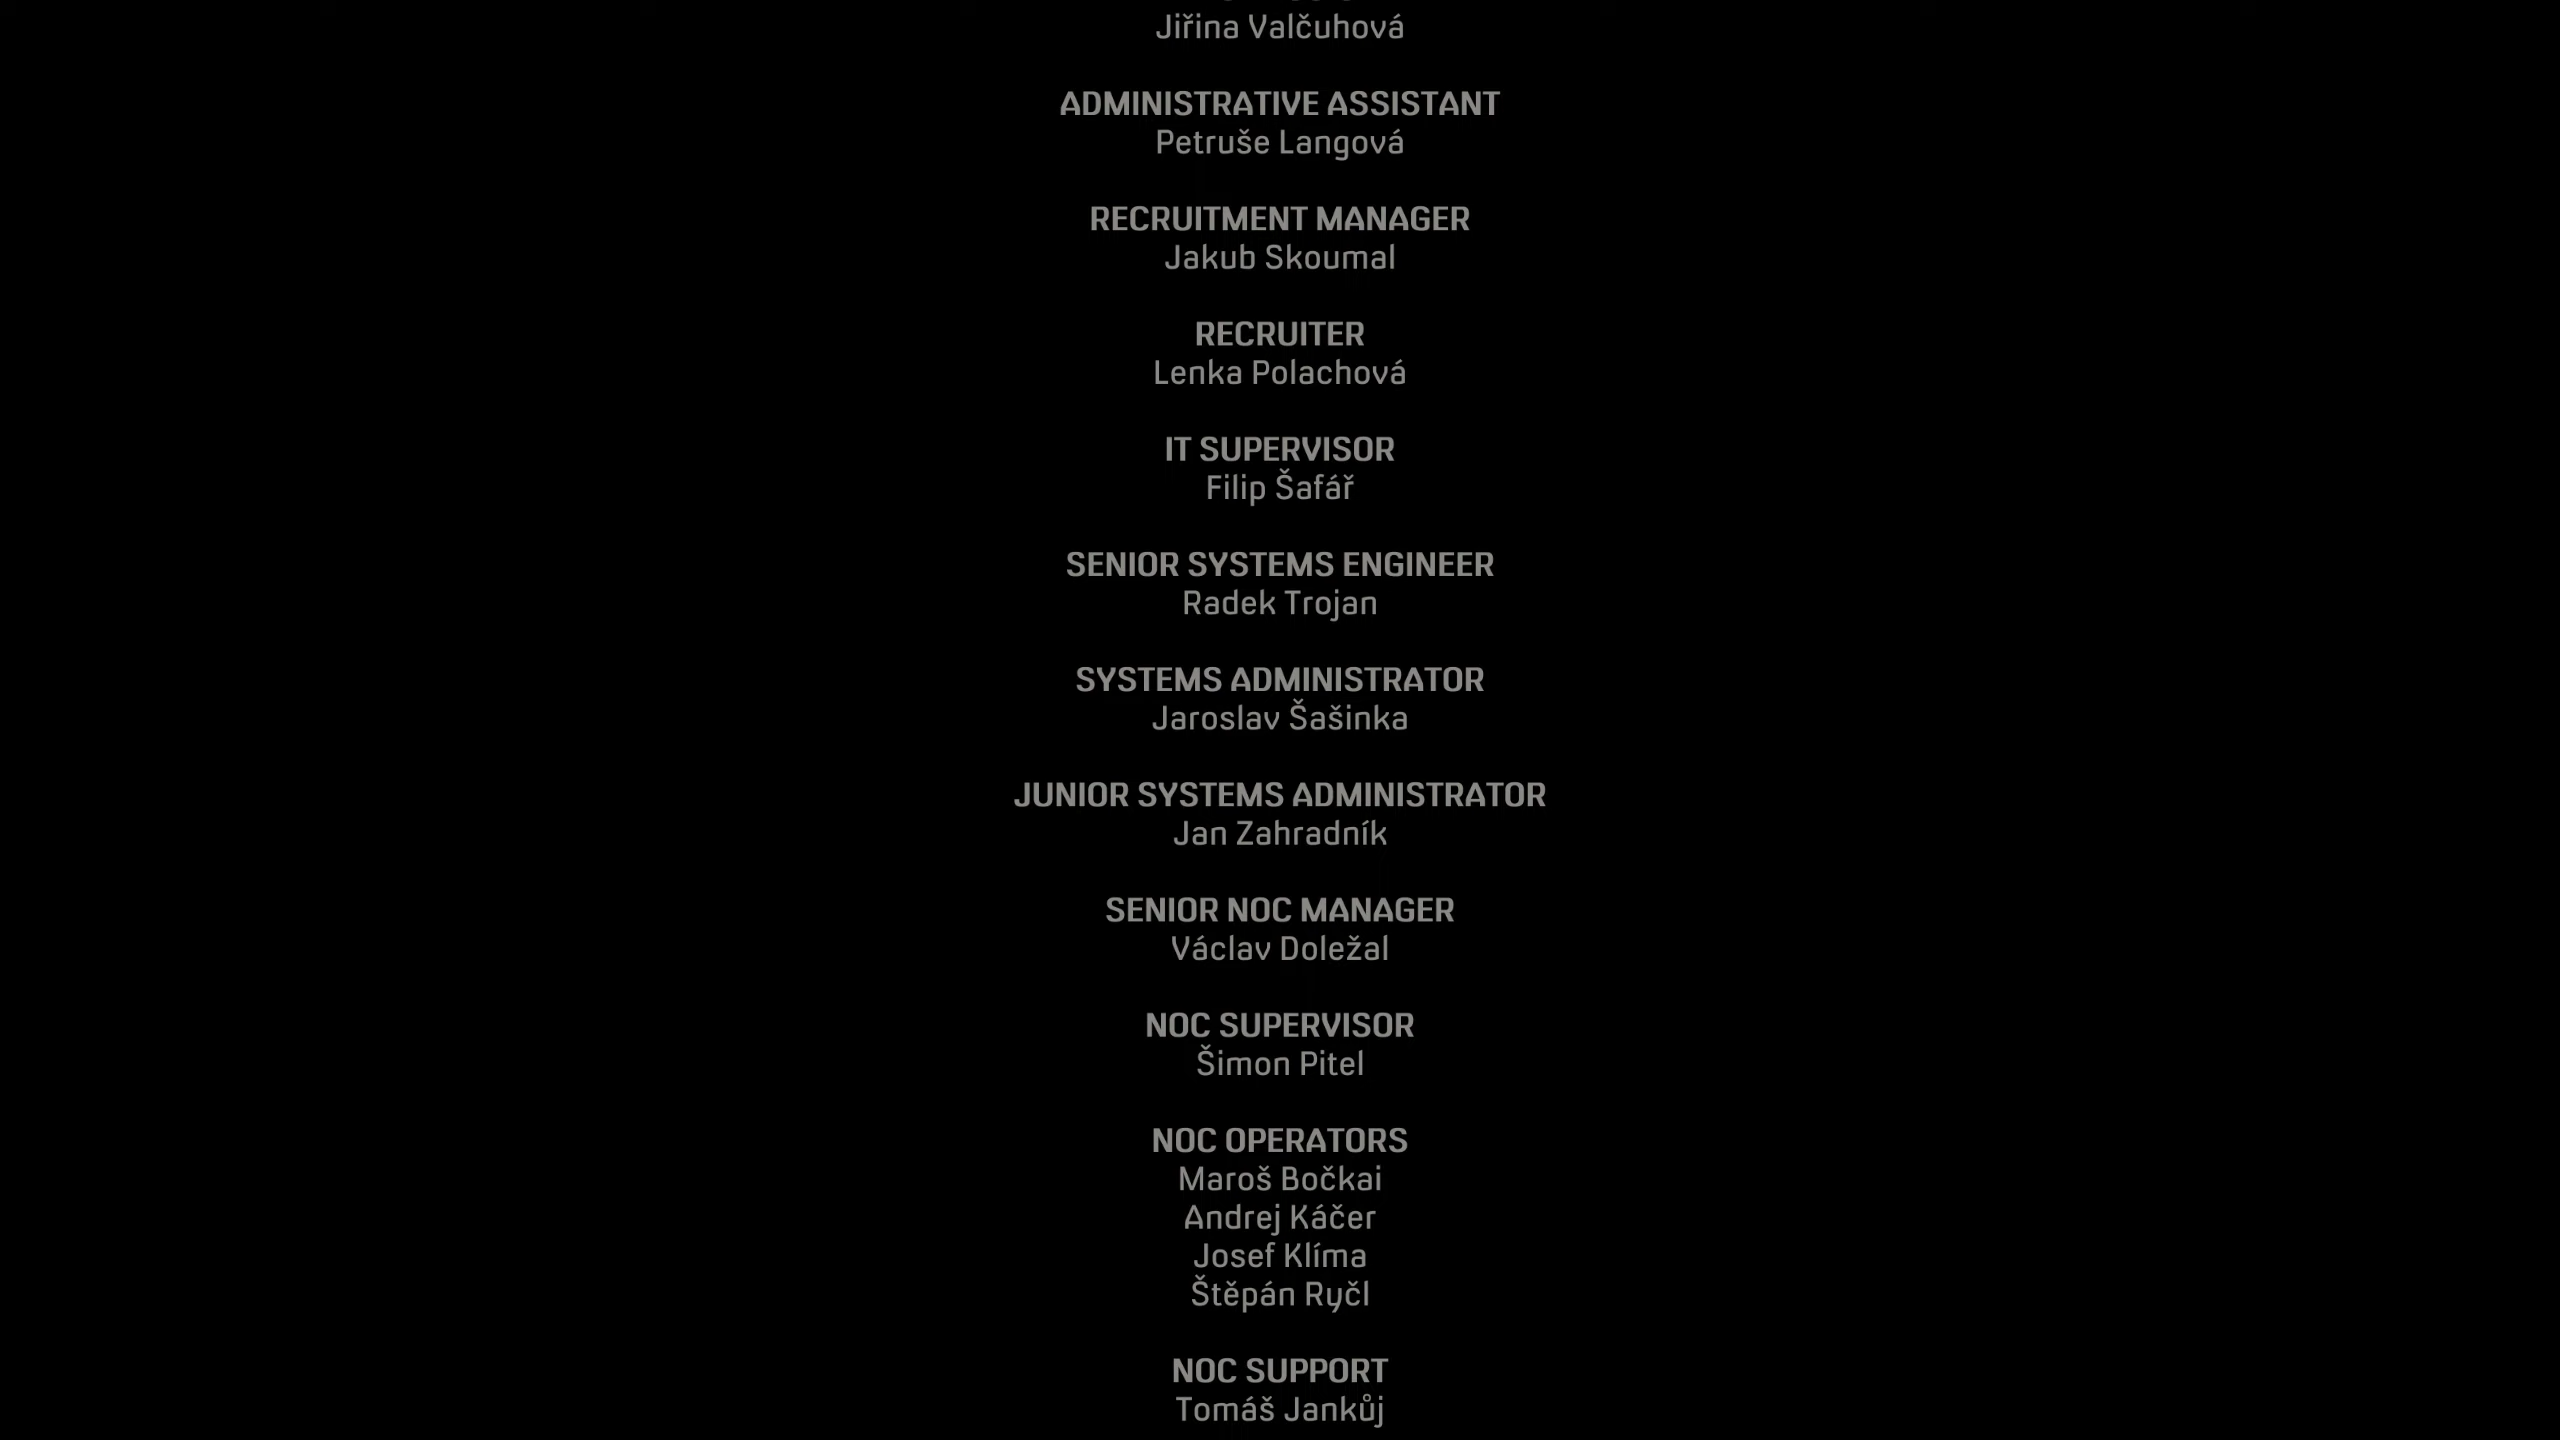 Jiřina Valčuhová
ADMINISTRATIVE ASSISTANT
Petruše Langová
RECRUITMENT MANAGER
Jakub Skoumal
RECRUITER
Lenka Polachová
IT SUPERVISOR
Filip Šafář
SENIOR SYSTEMS ENGINEER
Radek Trojan
SYSTEMS ADMINISTRATOR
Jaroslav Šašinka
JUNIOR SYSTEMS ADMINISTRATOR
Jan Zahradník
SENIOR NOC MANAGER
Václav Doležal
NOC SUPERVISOR
Šimon Pitel
NOC OPERATORS
Maroš Bočkai
Andrej Káčer
Josef Klíma
Štěpán Ryčl
NOC SUPPORT
Tomáš Jankůj